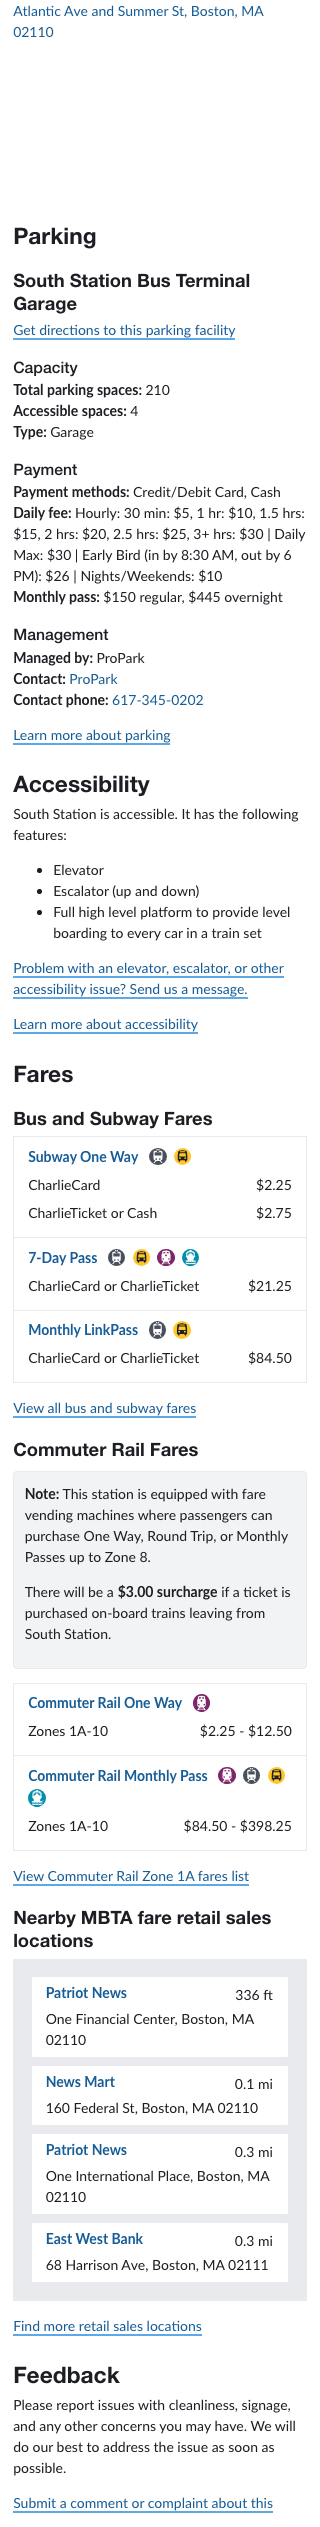 Atlantic Ave and Summer St, Boston, MA
02110
Parking
South Station Bus Terminal
Garage
Get directions to this parking facility
Capacity
Total parking spaces: 210
Accessible spaces: 4
Type: Garage
Payment
Payment methods: Credit/Debit Card, Cash
Daily fee: Hourly: 30 min: $5, 1 hr: $10, 1.5 hrs:
$15, 2 hrs: $20, 2.5 hrs: $25, 3+ hrs: $30 | Daily
Max: $30 | Early Bird (in by 8:30 AM, out by 6
PM): $26 | Nights/Weekends: $10
Monthly pass: $150 regular, $445 overnight
Management
Managed by: ProPark
Contact: ProPark
Contact phone: 617-345-0202
Learn more about parking
Accessibility
South Station is accessible. It has the following
features:
• Elevator
• Escalator (up and down)
• Full high level platform to provide level
boarding to every car in a train set
Problem with an elevator, escalator, or other
accessibility issue? Send us a message.
Learn more about accessibility
Fares
Bus and Subway Fares
Subway One Way
CharlieCard $2.25
CharlieTicket or Cash $2.75
7-Day Pass
CharlieCard or CharlieTicket $21.25
Monthly LinkPass
CharlieCard or CharlieTicket $84.50
View all bus and subway fares
Commuter Rail Fares
Note: This station is equipped with fare
vending machines where passengers can
purchase One Way, Round Trip, or Monthly
Passes up to Zone 8.
There will be a $3.00 surcharge if a ticket is
purchased on-board trains leaving from
South Station.
Commuter Rail One Way
Zones 1A-10 $2.25 - $12.50
Commuter Rail Monthly Pass
Zones 1A-10 $84.50 - $398.25
View Commuter Rail Zone 1A fares list
Nearby MBTA fare retail sales
locations
Patriot News 336 ft
One Financial Center, Boston, MA
02110
News Mart 0.1 mi
160 Federal St, Boston, MA 02110
Patriot News 0.3 mi
One International Place, Boston, MA
02110
East West Bank 0.3 mi
68 Harrison Ave, Boston, MA 02111
Find more retail sales locations
Feedback
Please report issues with cleanliness, signage,
and any other concerns you may have. We will
do our best to address the issue as soon as
possible.
Submit a comment or complaint about this